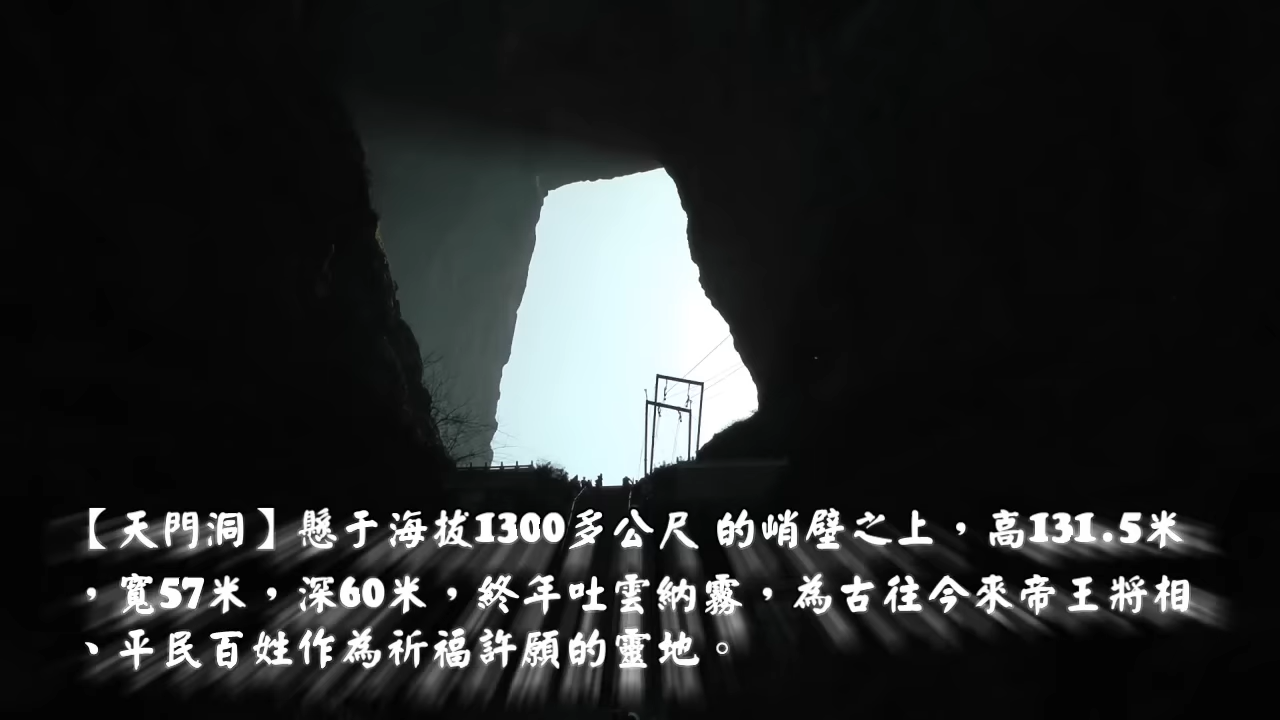 【天門洞】懸于海拔1300多公尺 的峭壁之上，高131.5米
，寬57米，深60米，終年吐雲納霧，為古往今來帝王將相
、平民百姓作為祈福許願的靈地。